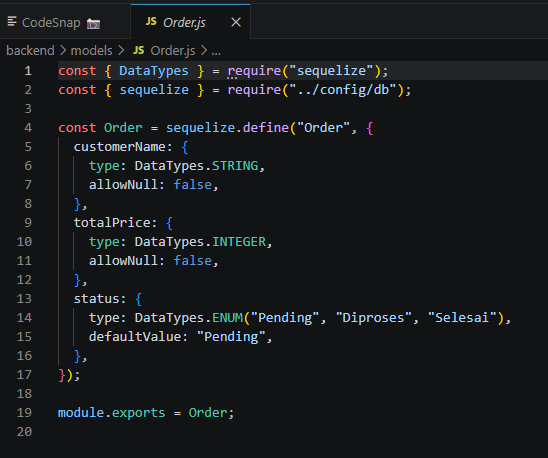 CodeSnap 📷 JS Order.js ×
backend > models > JS Order.js > ...
1 const { DataTypes } = require("sequelize");
2 const { sequelize } = require("../config/db");
3
4 const Order = sequelize.define("Order", {
5   customerName: {
6     type: DataTypes.STRING,
7     allowNull: false,
8   },
9   totalPrice: {
10     type: DataTypes.INTEGER,
11     allowNull: false,
12   },
13   status: {
14     type: DataTypes.ENUM("Pending", "Diproses", "Selesai"),
15     defaultValue: "Pending",
16   },
17 });
18
19 module.exports = Order;
20